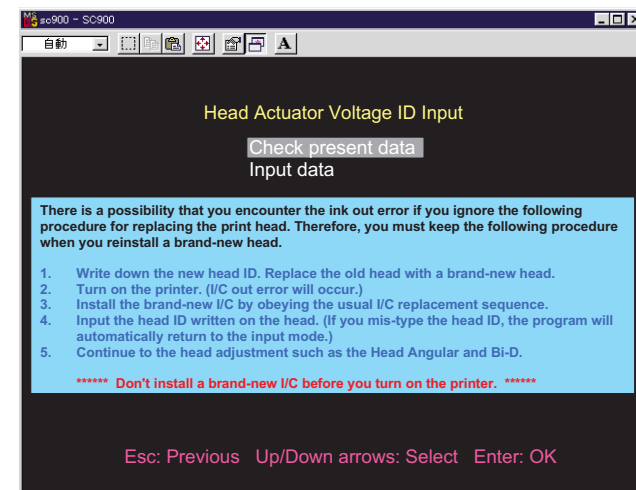 sc900 - SC900
自動
A
Head Actuator Voltage ID Input
Check present data
Input data
There is a possibility that you encounter the ink out error if you ignore the following
procedure for replacing the print head. Therefore, you must keep the following procedure
when you reinstall a brand-new head.
1. Write down the new head ID. Replace the old head with a brand-new head.
2. Turn on the printer. (I/C out error will occur.)
3. Install the brand-new I/C by obeying the usual I/C replacement sequence.
4. Input the head ID written on the head. (If you mis-type the head ID, the program will
automatically return to the input mode.)
5. Continue to the head adjustment such as the Head Angular and Bi-D.
****** Don't install a brand-new I/C before you turn on the printer. ******
Esc: Previous Up/Down arrows: Select Enter: OK